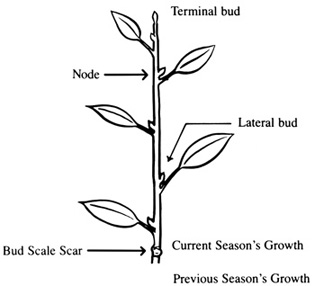 Terminal bud
Node
Lateral bud
Bud Scale Scar
Current Season's Growth
Previous Season's Growth